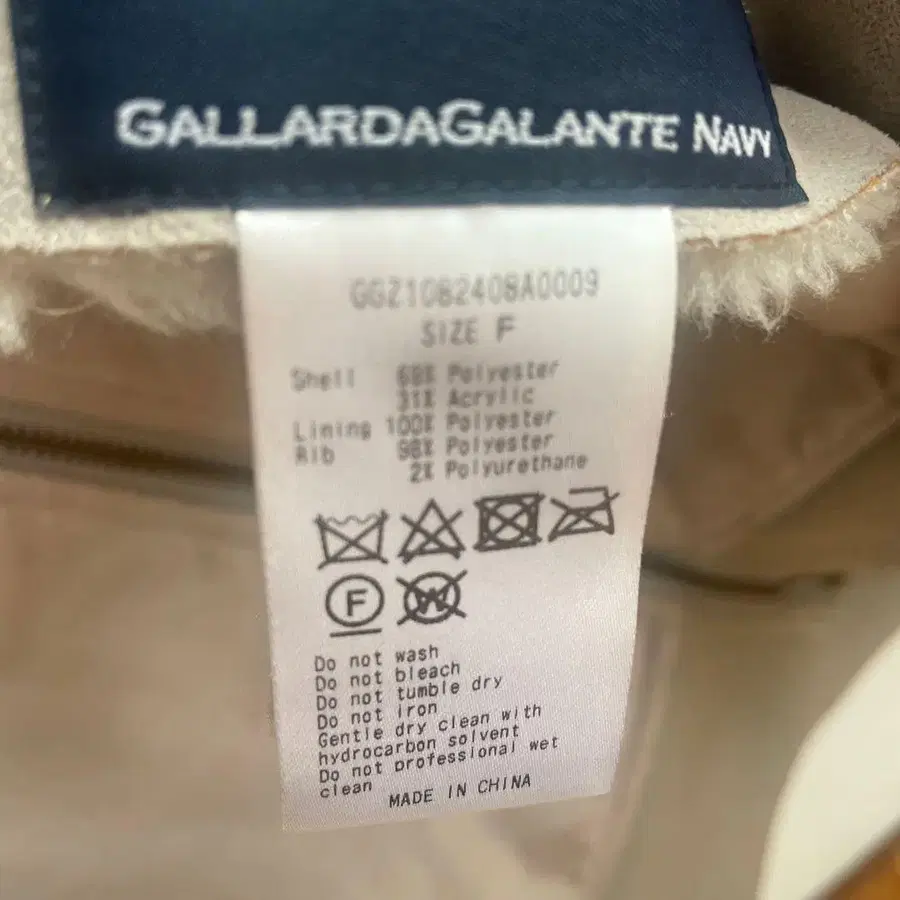 GALLARDAGALANTE NAVY
GGZ1082408A0009
SIZE F
Shell 69% Polyester
31% Acrylic
Lining 100% Polyester
Rib 98% Polyester
2% Polyurethane
F
W
Do not wash
Do not bleach
Do not tumble dry
Do not iron
Gentle dry clean with
hydrocarbon solvent
Do not professional wet
clean
MADE IN CHINA